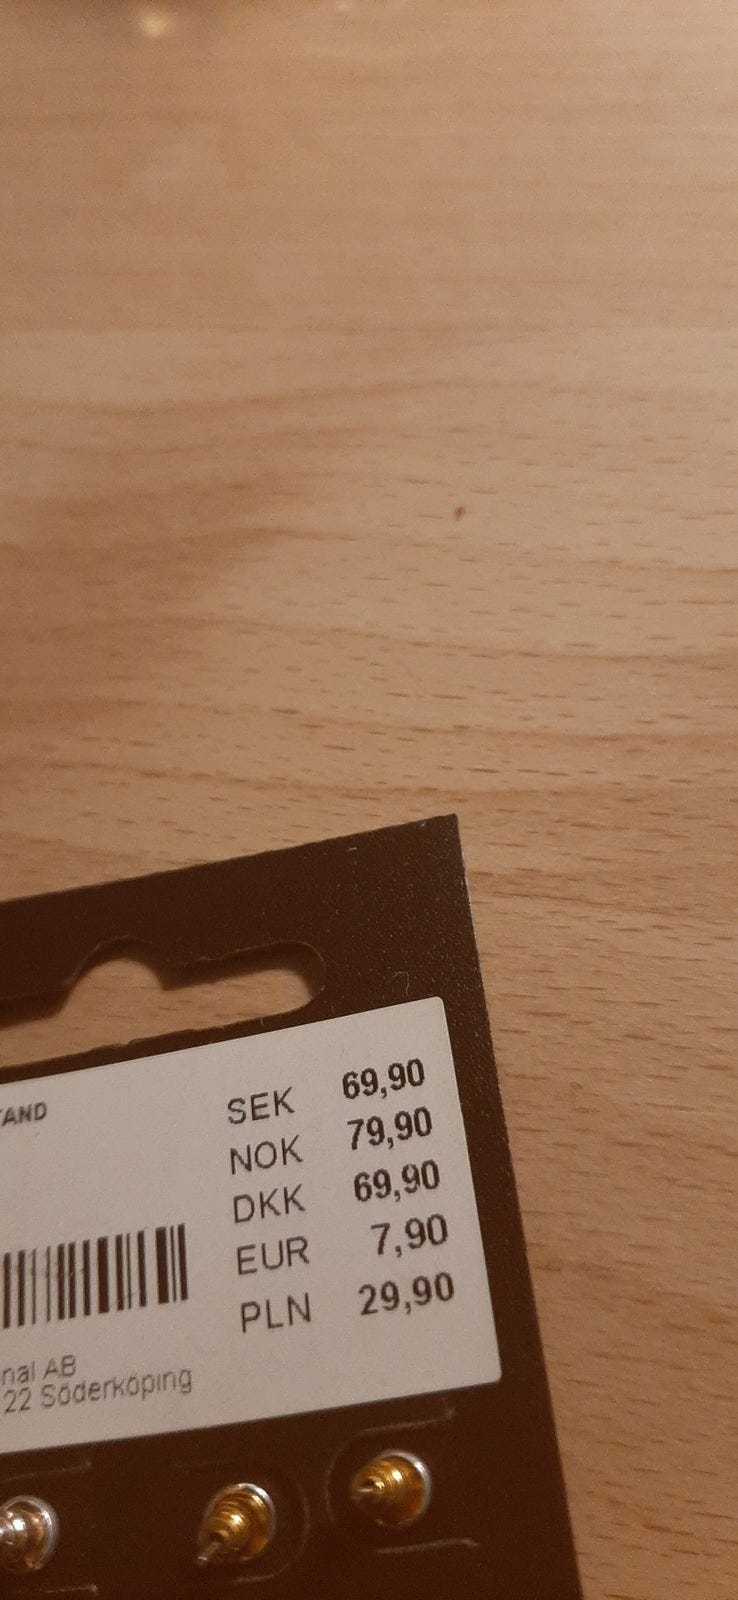 SEK 69,90
NOK 79,90
DKK 69,90
EUR 7,90
PLN 29,90
TAND
nal AB
22 Söderköping